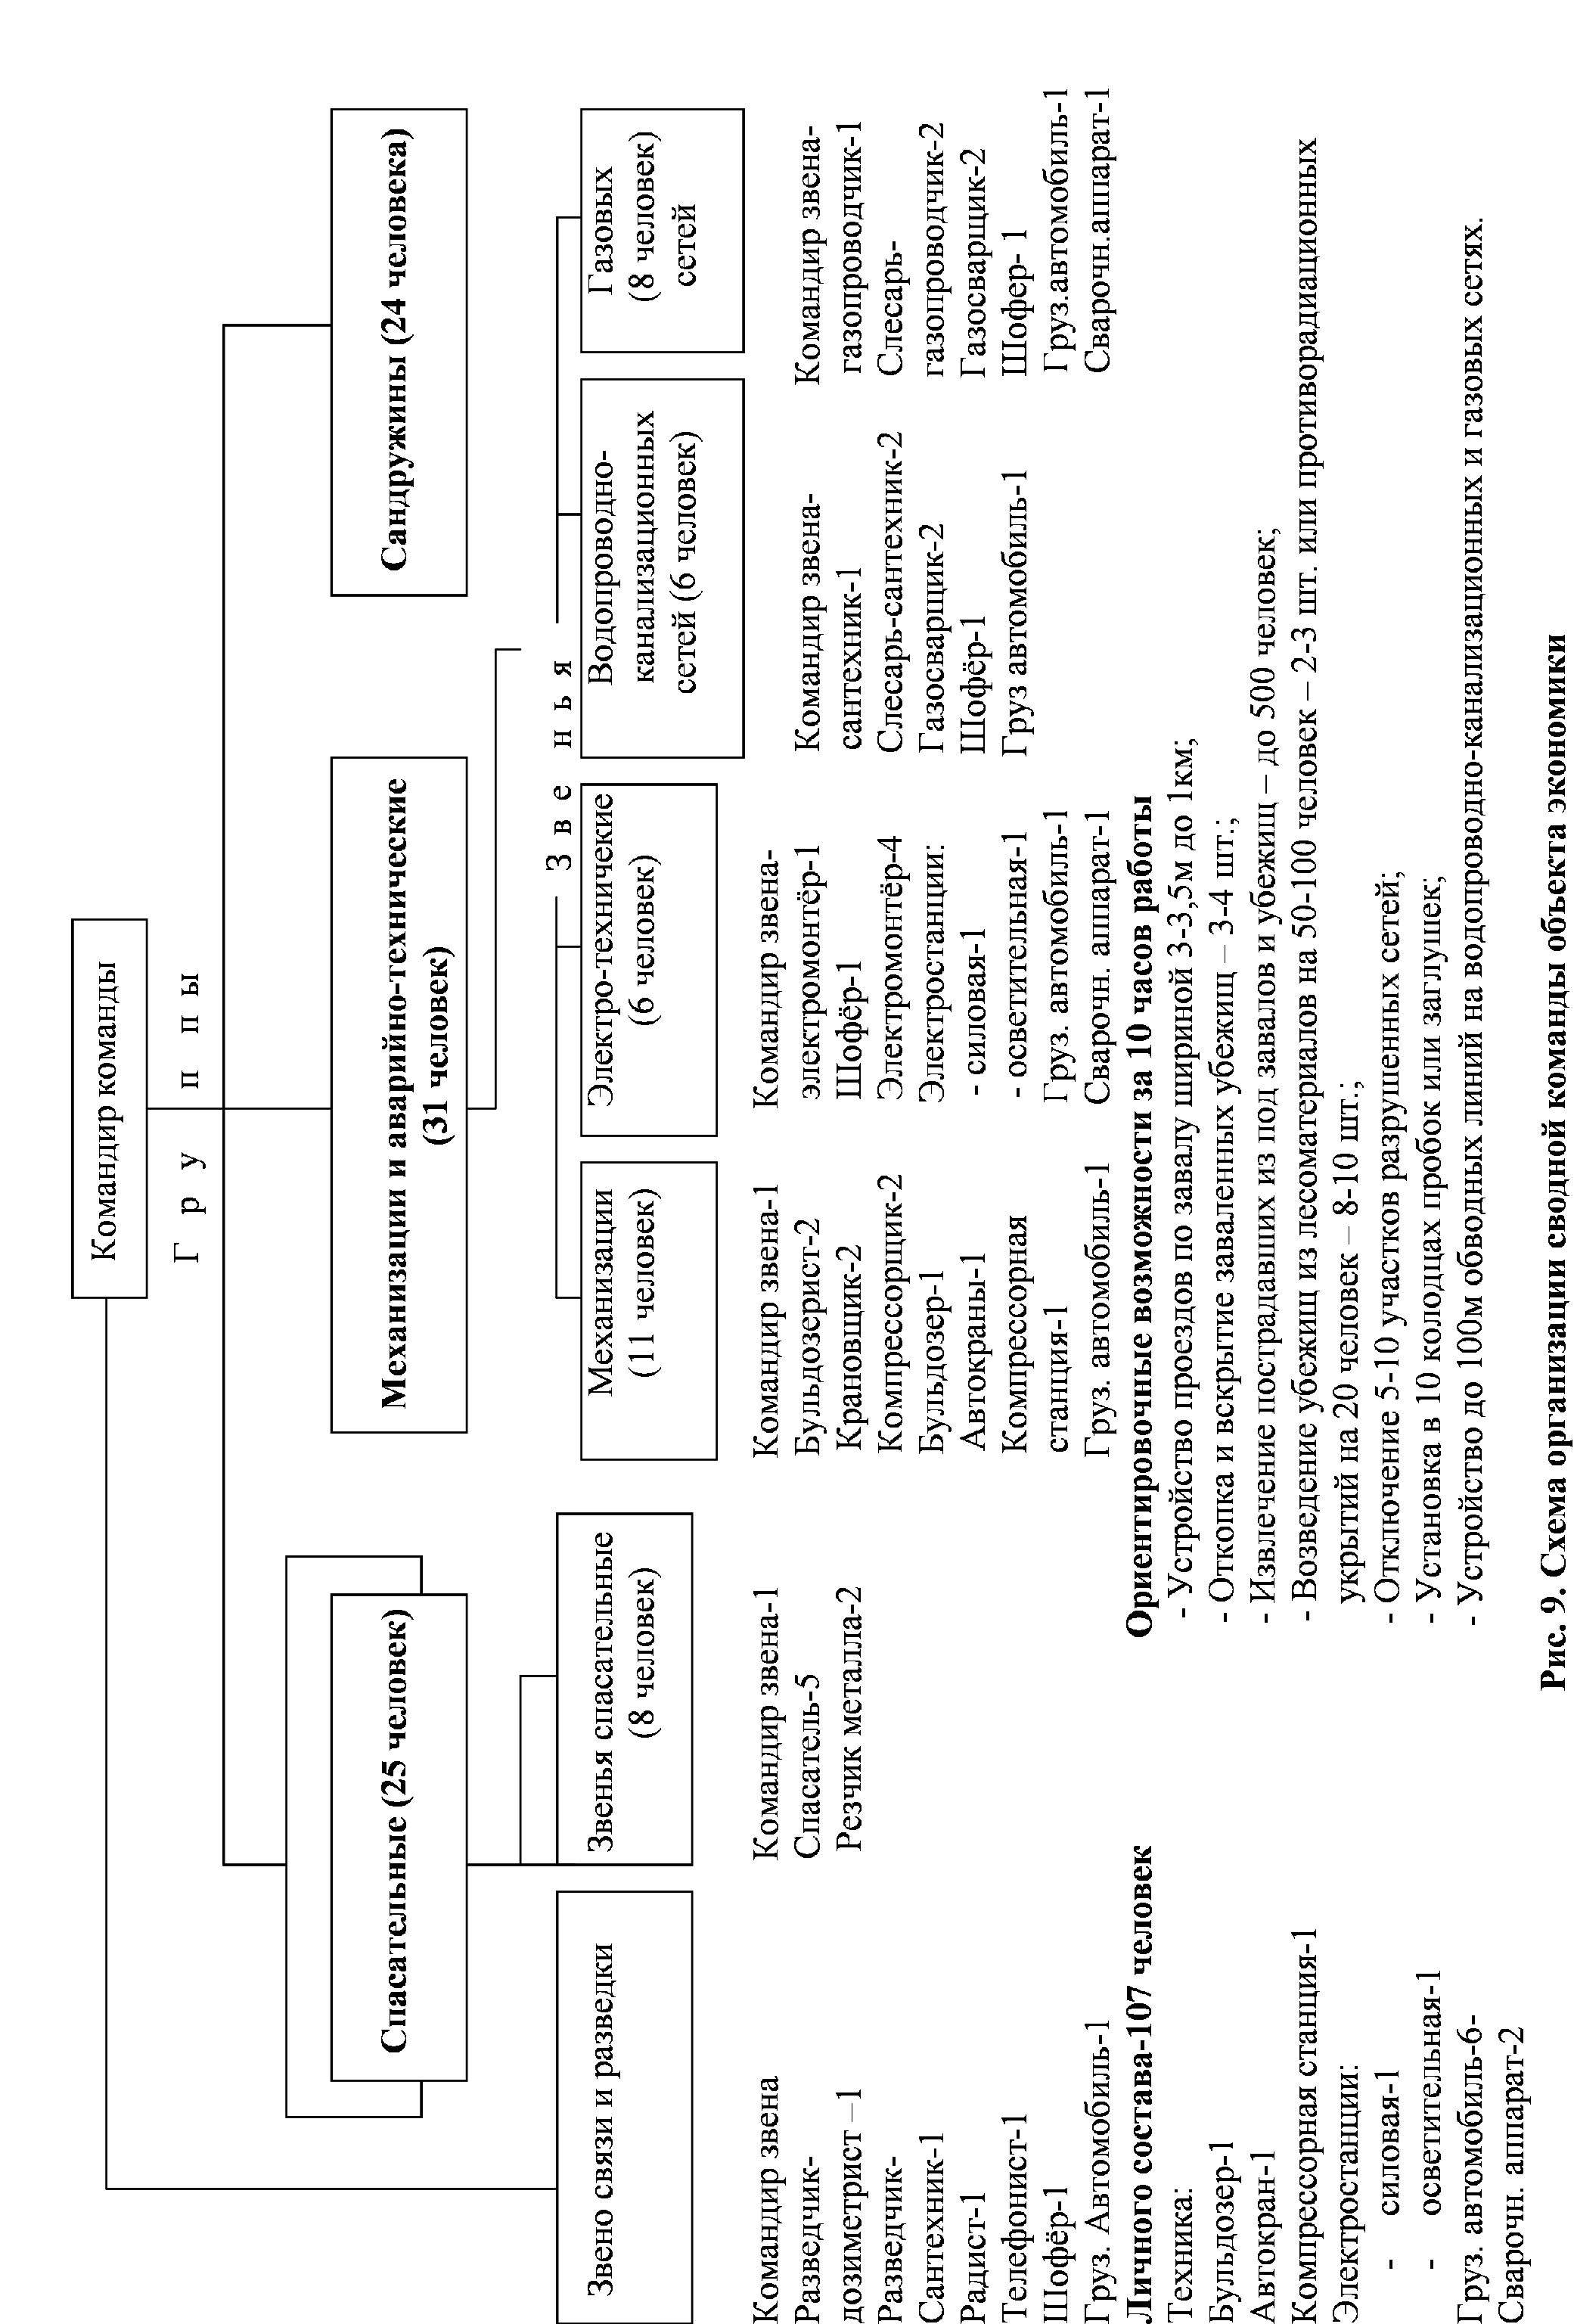 Командир команды
Г р у п п ы
Спасательные (25 человек)
Механизации и аварийно-технические
(31 человек)
Сандружины (24 человека)
З в е н ь я
Звено связи и разведки
Звенья спасательные
(8 человек)
Механизации
(11 человек)
Электро-техничекие
(6 человек)
Водопроводно-
канализационных
сетей (6 человек)
Газовых
(8 человек)
сетей
Командир звена
Разведчик-
дозиметрист –1
Разведчик-
Сантехник-1
Радист-1
Телефонист-1
Шофёр-1
Груз. Автомобиль-1
Командир звена-1
Спасатель-5
Резчик металла-2
Командир звена-1
Бульдозерист-2
Крановщик-2
Компрессорщик-2
Бульдозер-1
Автокраны-1
Компрессорная
станция-1
Груз. автомобиль-1
Командир звена-
электромонтёр-1
Шофёр-1
Электромонтёр-4
Электростанции:
- силовая-1
- осветительная-1
Груз. автомобиль-1
Сварочн. аппарат-1
Командир звена-
сантехник-1
Слесарь-сантехник-2
Газосварщик-2
Шофёр-1
Груз автомобиль-1
Командир звена-
газопроводчик-1
Слесарь-
газопроводчик-2
Газосварщик-2
Шофер- 1
Груз.автомобиль-1
Сварочн.аппарат-1
Личного состава-107 человек
Техника:
Бульдозер-1
Автокран-1
Компрессорная станция-1
Электростанции:
- силовая-1
- осветительная-1
Груз. автомобиль-6-
Сварочн. аппарат-2
Ориентировочные возможности за 10 часов работы
- Устройство проездов по завалу шириной 3-3,5м до 1км;
- Откопка и вскрытие заваленных убежищ – 3-4 шт.;
- Извлечение пострадавших из под завалов и убежищ – до 500 человек;
- Возведение убежищ из лесоматериалов на 50-100 человек – 2-3 шт. или противорадиационных
укрытий на 20 человек – 8-10 шт.;
- Отключение 5-10 участков разрушенных сетей;
- Установка в 10 колодцах пробок или заглушек;
- Устройство до 100м обводных линий на водопроводно-канализационных и газовых сетях.
Рис. 9. Схема организации сводной команды объекта экономики